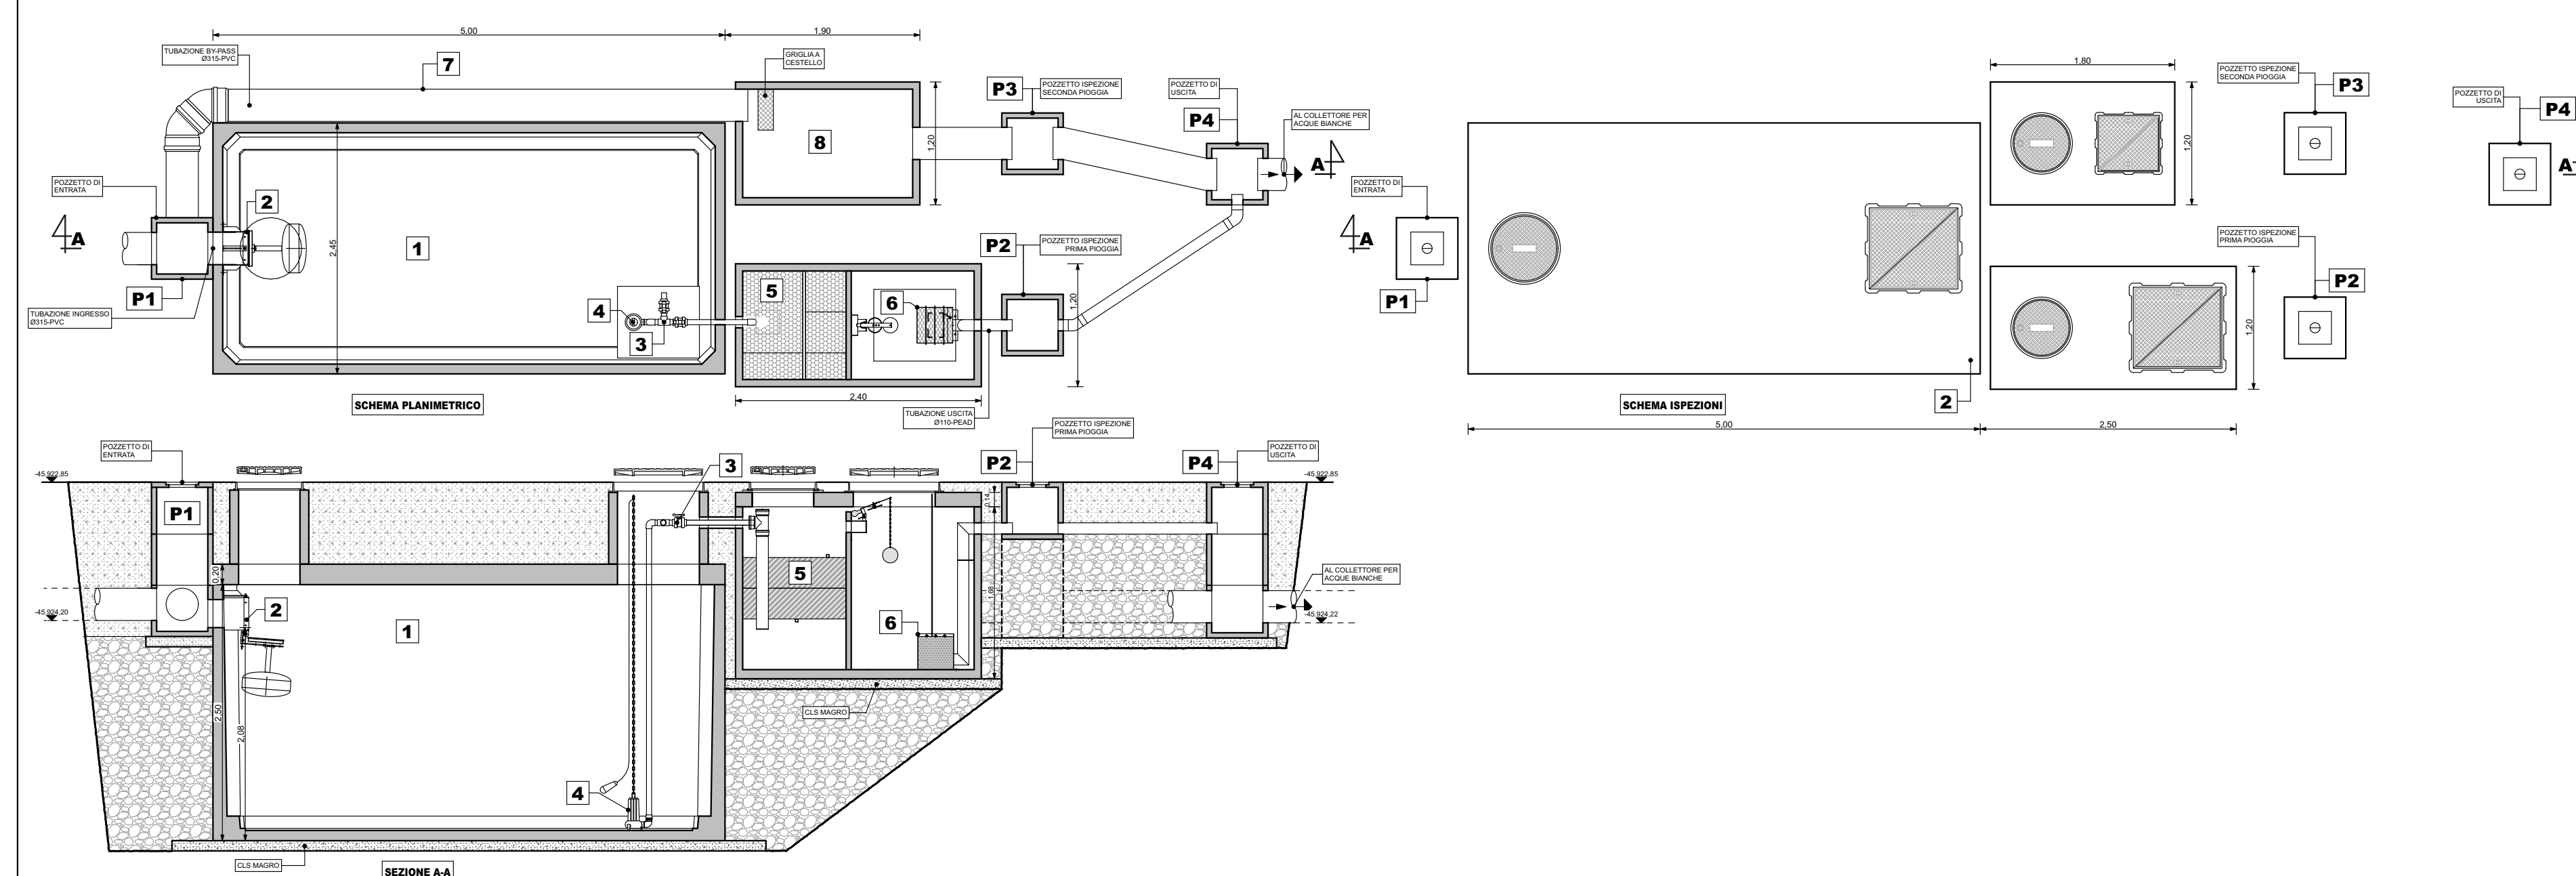 5,00
1,90
TUBAZIONE BY-PASS
Ø315-PVC
7
GRIGLIA A
CESTELLO
P3
POZZETTO ISPEZIONE
SECONDA PIOGGIA
POZZETTO DI
USCITA
P4
AL COLLETTORE PER
ACQUE BIANCHE
A
8
1,20
POZZETTO DI
ENTRATA
A
2
1
2,45
P1
TUBAZIONE INGRESSO
Ø315-PVC
4
3
5
6
P2
POZZETTO ISPEZIONE
PRIMA PIOGGIA
1,20
2,40
TUBAZIONE USCITA
Ø110-PEAD
SCHEMA PLANIMETRICO
POZZETTO DI
ENTRATA
A
P1
1,80
1,20
POZZETTO ISPEZIONE
SECONDA PIOGGIA
P3
POZZETTO DI
USCITA
P4
A
POZZETTO ISPEZIONE
PRIMA PIOGGIA
P2
1,20
2
SCHEMA ISPEZIONI
5,00
2,50
POZZETTO DI
ENTRATA
-45.922,85
P1
3
POZZETTO ISPEZIONE
PRIMA PIOGGIA
P2
P4
POZZETTO DI
USCITA
-45.922,85
0,14
0,20
-45.924,20
2
1
5
1,68
6
AL COLLETTORE PER
ACQUE BIANCHE
-45.924,22
2,50
2,08
4
CLS MAGRO
CLS MAGRO
SEZIONE A-A